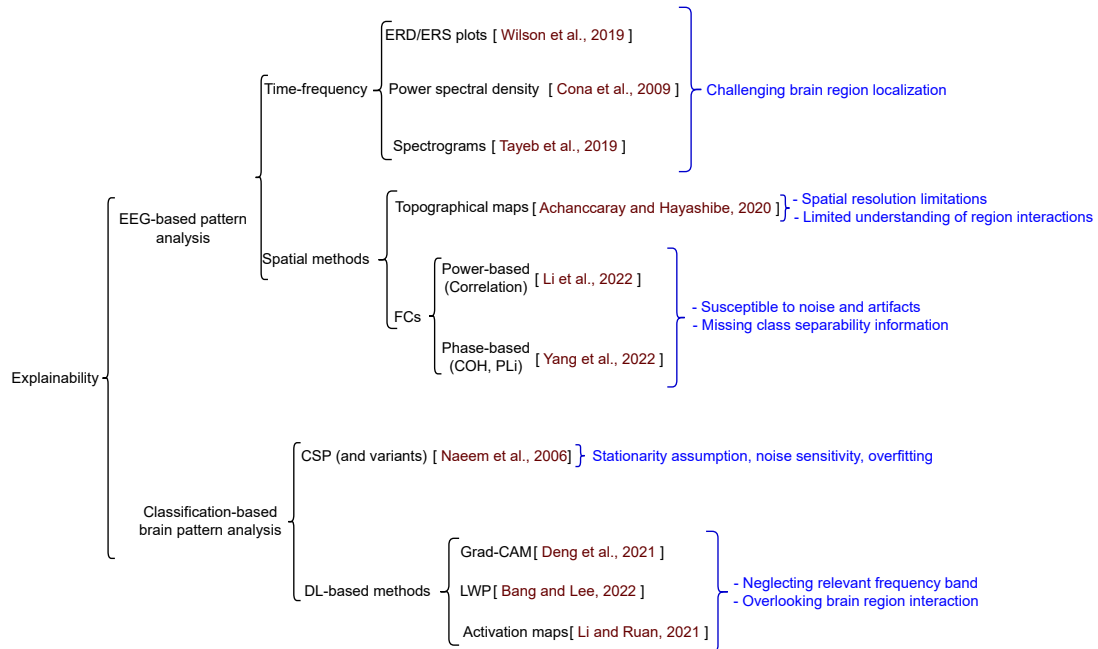 ERD/ERS plots [ Wilson et al., 2019 ]
Time-frequency
Power spectral density [ Cona et al., 2009 ]
Challenging brain region localization
Spectrograms [ Tayeb et al., 2019 ]
EEG-based pattern
analysis
Topographical maps [ Achanccaray and Hayashibe, 2020 ]
- Spatial resolution limitations
- Limited understanding of region interactions
Spatial methods
Power-based
(Correlation)
[ Li et al., 2022 ]
FCs
- Susceptible to noise and artifacts
- Missing class separability information
Phase-based
(COH, PLi)
[ Yang et al., 2022 ]
Explainability
CSP (and variants) [ Naeem et al., 2006]
Stationarity assumption, noise sensitivity, overfitting
Classification-based
brain pattern analysis
Grad-CAM[ Deng et al., 2021 ]
DL-based methods
LWP[ Bang and Lee, 2022 ]
- Neglecting relevant frequency band
- Overlooking brain region interaction
Activation maps[ Li and Ruan, 2021 ]